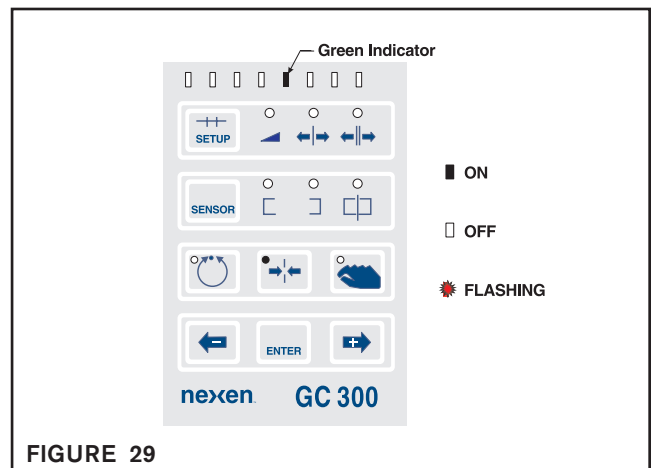 Green Indicator
SETUP
SENSOR
ENTER
nexen GC 300
ON
OFF
FLASHING
FIGURE 29